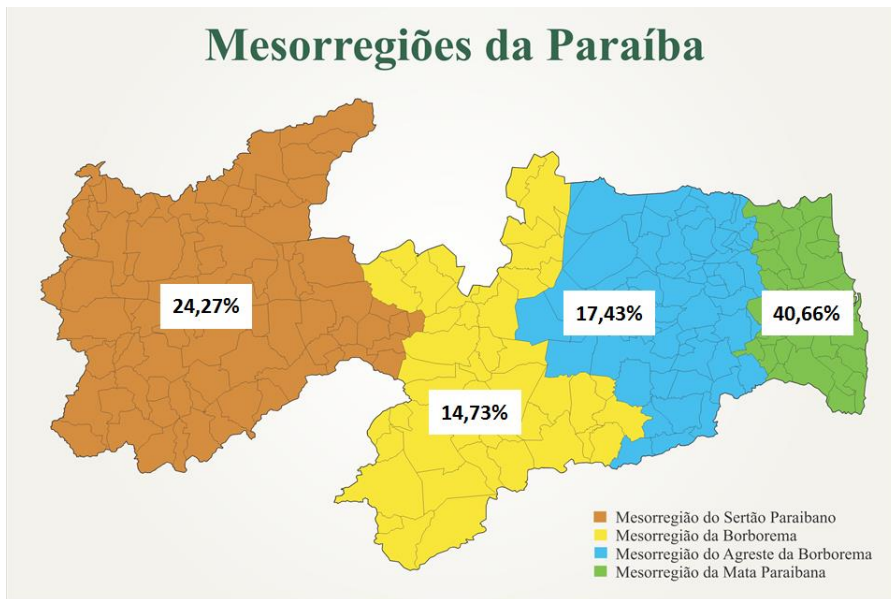 Mesorregiões da Paraíba
24,27%
17,43%
40,66%
14,73%
Mesorregião do Sertão Paraibano
Mesorregião da Borborema
Mesorregião do Agreste da Borborema
Mesorregião da Mata Paraibana